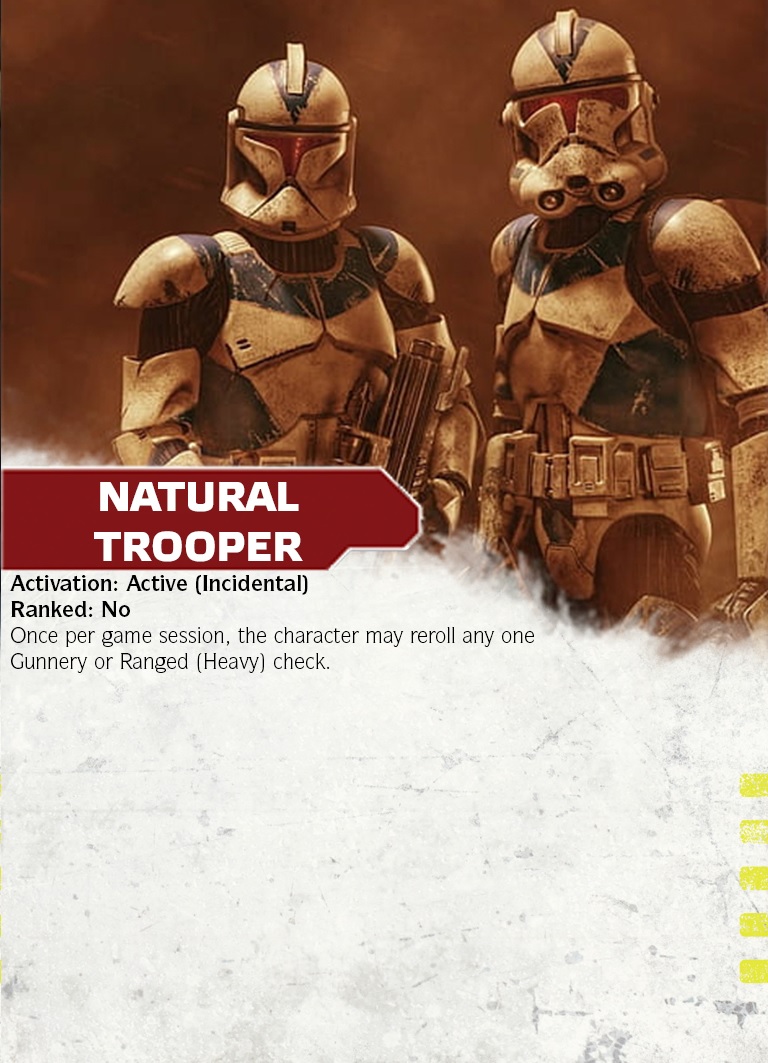 NATURAL
TROOPER
Activation: Active (Incidental)
Ranked: No
Once per game session, the character may reroll any one
Gunnery or Ranged (Heavy) check.